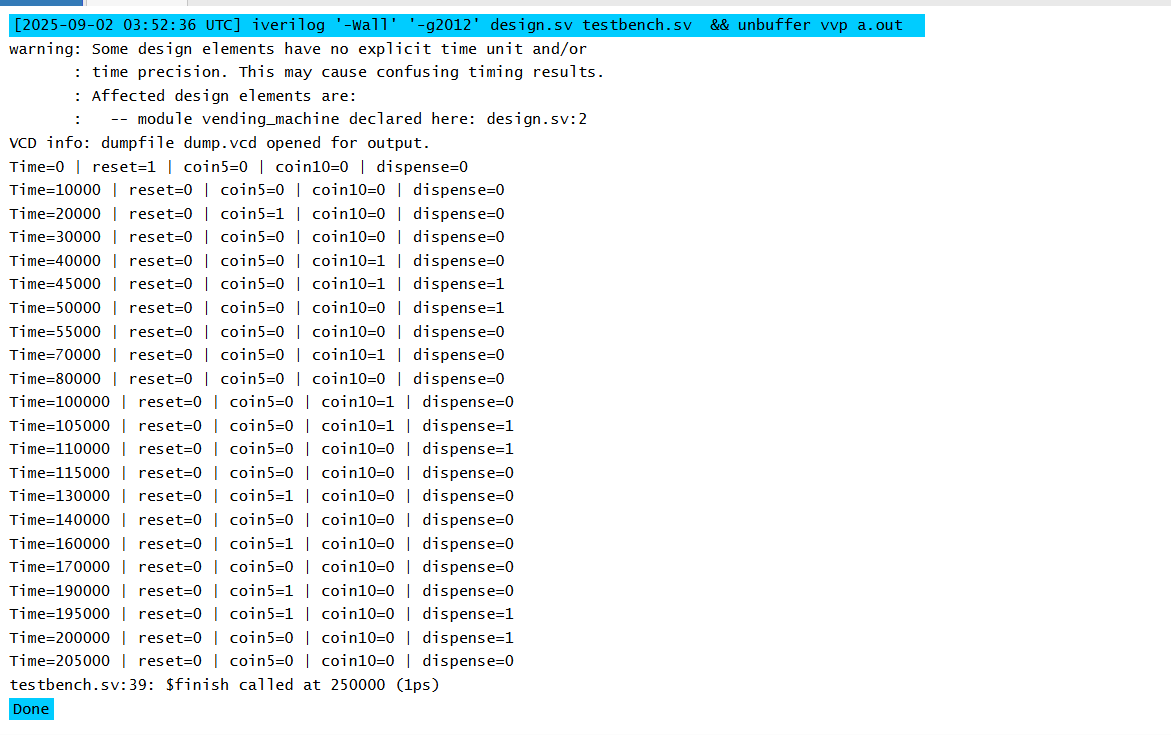 [2025-09-02 03:52:36 UTC] iverilog '-Wall' '-g2012' design.sv testbench.sv  && unbuffer vvp a.out
warning: Some design elements have no explicit time unit and/or
       : time precision. This may cause confusing timing results.
       : Affected design elements are:
       :   -- module vending_machine declared here: design.sv:2
VCD info: dumpfile dump.vcd opened for output.
Time=0 | reset=1 | coin5=0 | coin10=0 | dispense=0
Time=10000 | reset=0 | coin5=0 | coin10=0 | dispense=0
Time=20000 | reset=0 | coin5=1 | coin10=0 | dispense=0
Time=30000 | reset=0 | coin5=0 | coin10=0 | dispense=0
Time=40000 | reset=0 | coin5=0 | coin10=1 | dispense=0
Time=45000 | reset=0 | coin5=0 | coin10=1 | dispense=1
Time=50000 | reset=0 | coin5=0 | coin10=0 | dispense=1
Time=55000 | reset=0 | coin5=0 | coin10=0 | dispense=0
Time=70000 | reset=0 | coin5=0 | coin10=1 | dispense=0
Time=80000 | reset=0 | coin5=0 | coin10=0 | dispense=0
Time=100000 | reset=0 | coin5=0 | coin10=1 | dispense=0
Time=105000 | reset=0 | coin5=0 | coin10=1 | dispense=1
Time=110000 | reset=0 | coin5=0 | coin10=0 | dispense=1
Time=115000 | reset=0 | coin5=0 | coin10=0 | dispense=0
Time=130000 | reset=0 | coin5=1 | coin10=0 | dispense=0
Time=140000 | reset=0 | coin5=0 | coin10=0 | dispense=0
Time=160000 | reset=0 | coin5=1 | coin10=0 | dispense=0
Time=170000 | reset=0 | coin5=0 | coin10=0 | dispense=0
Time=190000 | reset=0 | coin5=1 | coin10=0 | dispense=0
Time=195000 | reset=0 | coin5=1 | coin10=0 | dispense=1
Time=200000 | reset=0 | coin5=0 | coin10=0 | dispense=1
Time=205000 | reset=0 | coin5=0 | coin10=0 | dispense=0
testbench.sv:39: $finish called at 250000 (1ps)
Done